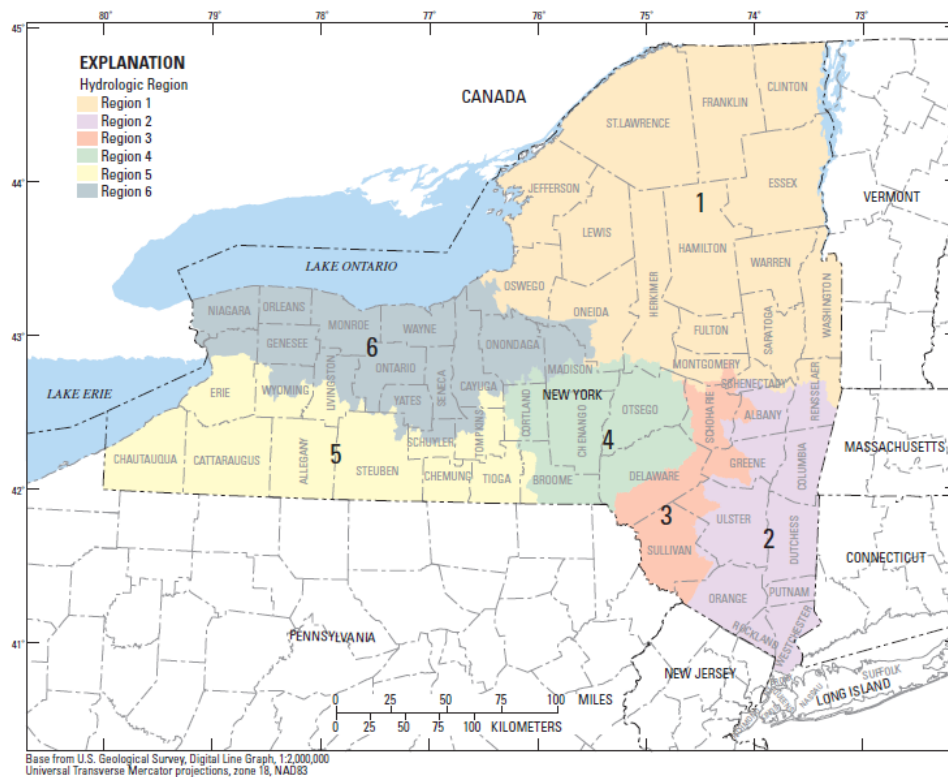 80°
79°
78°
77°
76°
75°
74°
73°
45°
44°
43°
42°
41°
EXPLANATION
Hydrologic Region
Region 1
Region 2
Region 3
Region 4
Region 5
Region 6
CANADA
CLINTON
FRANKLIN
ST.LAWRENCE
ESSEX
JEFFERSON
1
VERMONT
LEWIS
HAMILTON
WARREN
LAKE ONTARIO
OSWEGO
HERKIMER
WASHINGTON
ONEIDA
SARATOGA
NIAGARA
ORLEANS
MONROE
WAYNE
FULTON
GENESEE
6
ONONDAGA
ONTARIO
SENECA
MADISON
MONTGOMERY
LAKE ERIE
ERIE
WYOMING
LIVINGSTON
YATES
CAYUGA
NEW YORK
SCHENECTADY
RENSSELAER
CORTLAND
CHENANGO
OTSEGO
SCHOHARIE
ALBANY
SCHUYLER
TOMPKINS
4
MASSACHUSETTS
CHAUTAUQUA
CATTARAUGUS
ALLEGANY
5
STEUBEN
CHEMUNG
TIOGA
BROOME
DELAWARE
GREENE
COLUMBIA
3
ULSTER
2
DUTCHESS
SULLIVAN
CONNECTICUT
ORANGE
PUTNAM
PENNSYLVANIA
ROCKLAND
WESTCHESTER
NEW JERSEY
SUFFOLK
NASSAU
LONG ISLAND
0 25 50 75 100 MILES
0 25 50 75 100 KILOMETERS
Base from U.S. Geological Survey, Digital Line Graph, 1:2,000,000
Universal Transverse Mercator projections, zone 18, NAD83